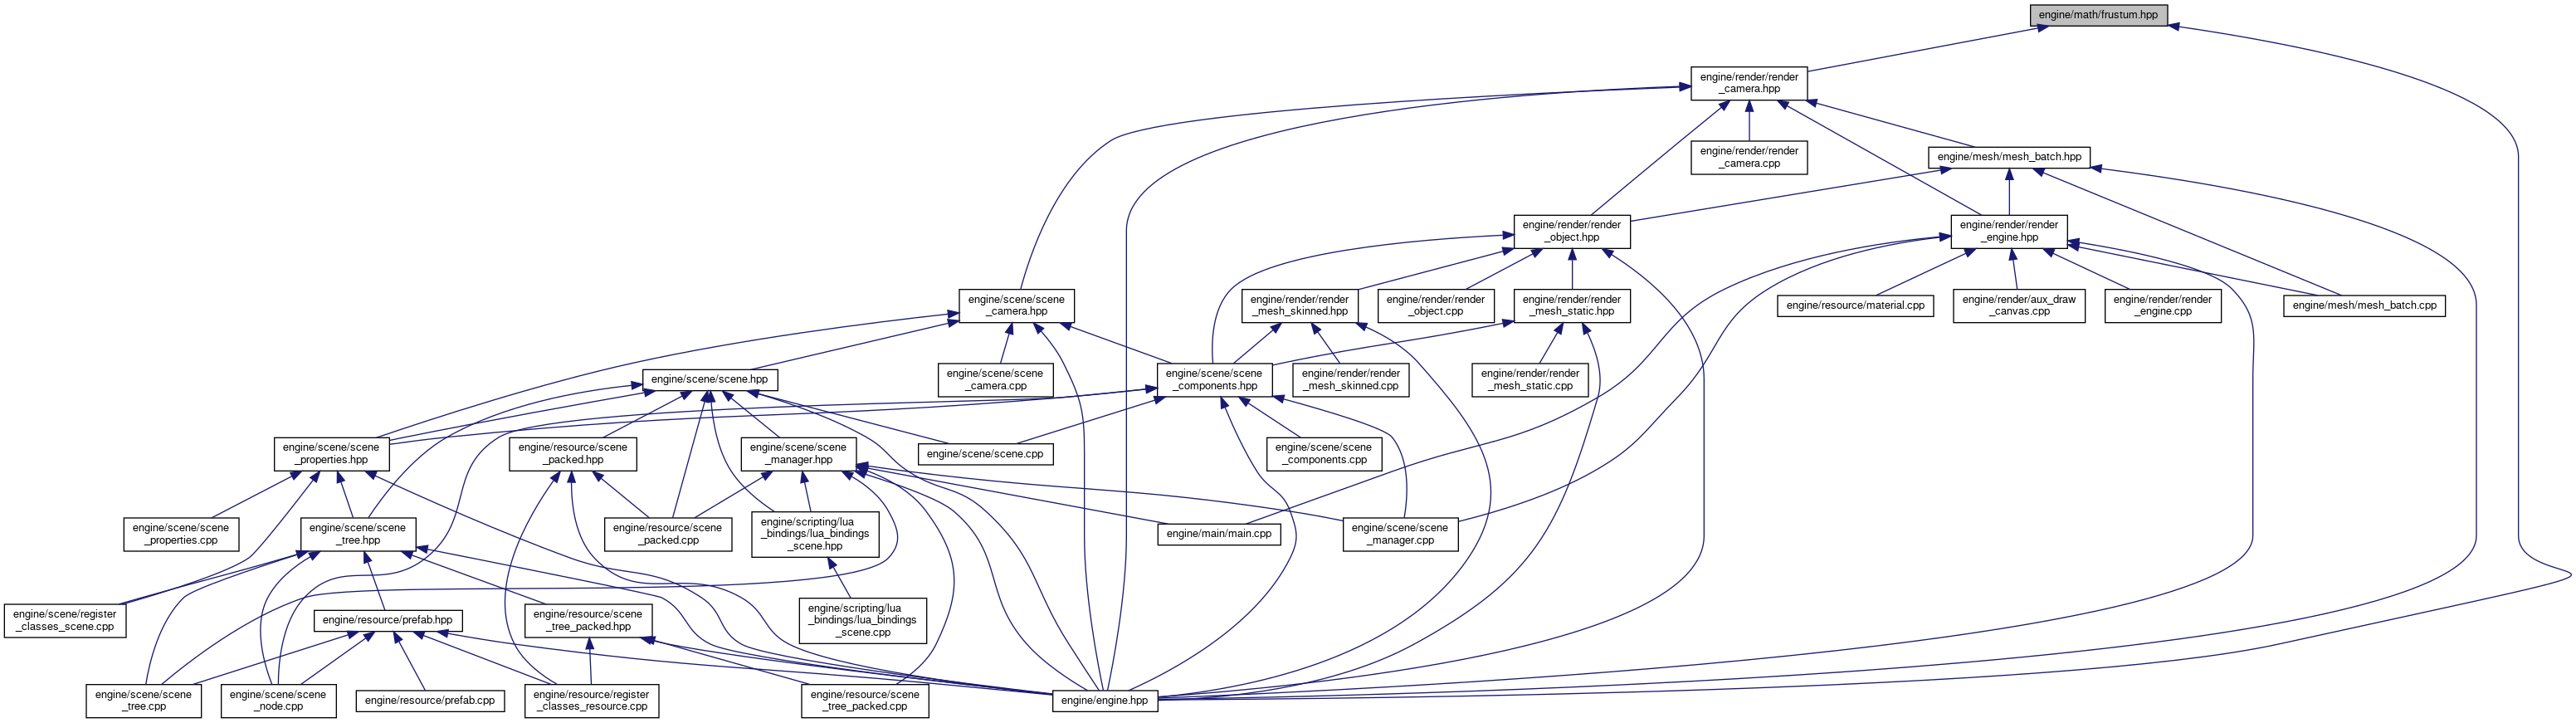 engine/math/frustum.hpp
engine/render/render
_camera.hpp
engine/render/render
_camera.cpp
engine/mesh/mesh_batch.hpp
engine/render/render
_object.hpp
engine/render/render
_engine.hpp
engine/scene/scene
_camera.hpp
engine/render/render
_mesh_skinned.hpp
engine/render/render
_object.cpp
engine/render/render
_mesh_static.hpp
engine/resource/material.cpp
engine/render/aux_draw
_canvas.cpp
engine/render/render
_engine.cpp
engine/mesh/mesh_batch.cpp
engine/scene/scene.hpp
engine/scene/scene
_camera.cpp
engine/scene/scene
_components.hpp
engine/render/render
_mesh_skinned.cpp
engine/render/render
_mesh_static.cpp
engine/scene/scene
_properties.hpp
engine/resource/scene
_packed.hpp
engine/scene/scene
_manager.hpp
engine/scene/scene.cpp
engine/scene/scene
_components.cpp
engine/scene/scene
_properties.cpp
engine/scene/scene
_tree.hpp
engine/resource/scene
_packed.cpp
engine/scripting/lua
_bindings/lua_bindings
_scene.hpp
engine/main/main.cpp
engine/scene/scene
_manager.cpp
engine/scene/register
_classes_scene.cpp
engine/resource/prefab.hpp
engine/resource/scene
_tree_packed.hpp
engine/scripting/lua
_bindings/lua_bindings
_scene.cpp
engine/scene/scene
_tree.cpp
engine/scene/scene
_node.cpp
engine/resource/prefab.cpp
engine/resource/register
_classes_resource.cpp
engine/resource/scene
_tree_packed.cpp
engine/engine.hpp